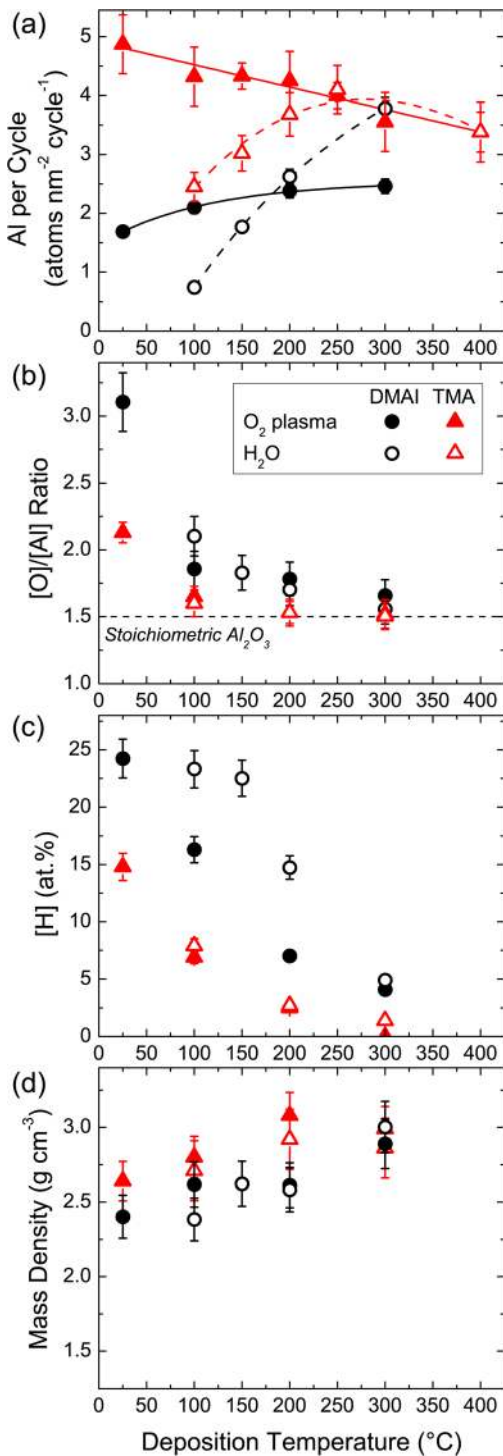 (a)
Al per Cycle
(atoms nm⁻² cycle⁻¹)
5
4
3
2
1
0
0 50 100 150 200 250 300 350 400
(b)
[O]/[Al] Ratio
3.0
2.5
2.0
1.5
1.0
DMAI TMA
O₂ plasma
H₂O
Stoichiometric Al₂O₃
0 50 100 150 200 250 300 350 400
(c)
[H] (at.%)
25
20
15
10
5
0
0 50 100 150 200 250 300 350 400
(d)
Mass Density (g cm⁻³)
3.0
2.5
2.0
1.5
0 50 100 150 200 250 300 350 400
Deposition Temperature (°C)